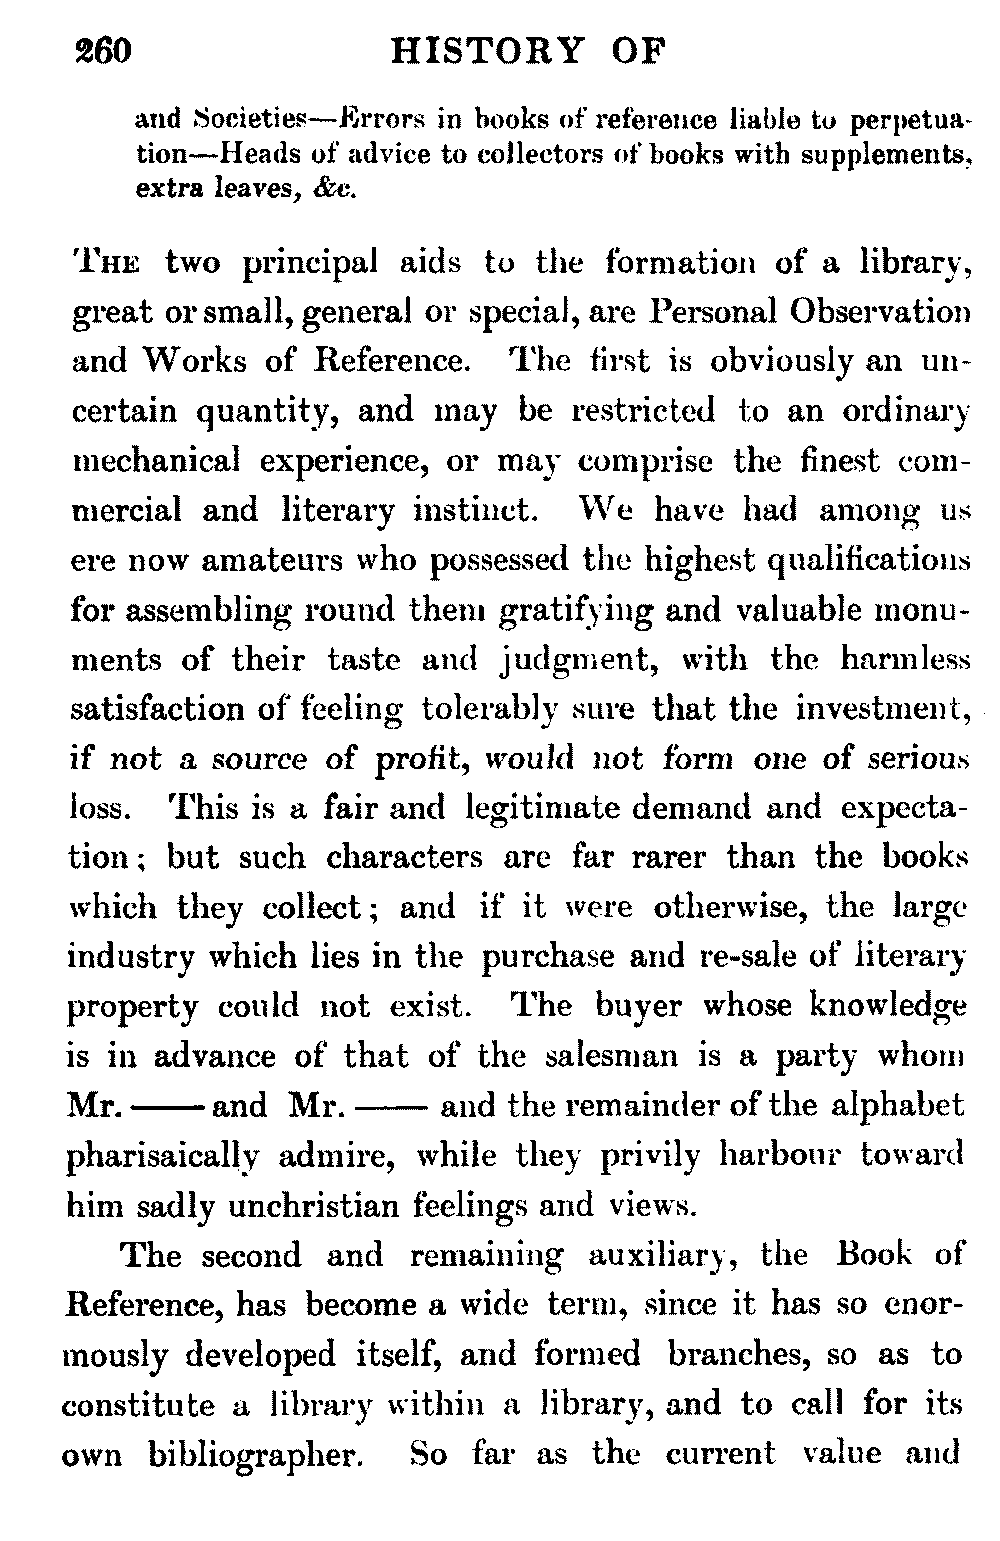 260 HISTORY OF
and Societies—Errors in books of reference liable to perpetua-
tion—Heads of advice to collectors of books with supplements,
extra leaves, &c.
THE two principal aids to the formation of a library,
great or small, general or special, are Personal Observation
and Works of Reference. The first is obviously an un-
certain quantity, and may be restricted to an ordinary
mechanical experience, or may comprise the finest com-
mercial and literary instinct. We have had among us
ere now amateurs who possessed the highest qualifications
for assembling round them gratifying and valuable monu-
ments of their taste and judgment, with the harmless
satisfaction of feeling tolerably sure that the investment,
if not a source of profit, would not form one of serious
loss. This is a fair and legitimate demand and expecta-
tion; but such characters are far rarer than the books
which they collect; and if it were otherwise, the large
industry which lies in the purchase and re-sale of literary
property could not exist. The buyer whose knowledge
is in advance of that of the salesman is a party whom
Mr. —— and Mr. —— and the remainder of the alphabet
pharisaically admire, while they privily harbour toward
him sadly unchristian feelings and views.
The second and remaining auxiliary, the Book of
Reference, has become a wide term, since it has so enor-
mously developed itself, and formed branches, so as to
constitute a library within a library, and to call for its
own bibliographer. So far as the current value and